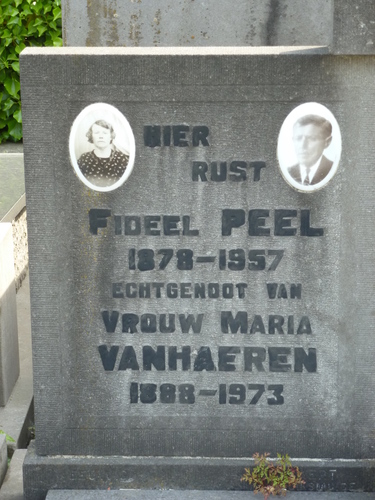 HIER
RUST
FIDEEL PEEL
1878-1957
ECHTGENOOT VAN
VROUW MARIA
VANHAEREN
1888-1973